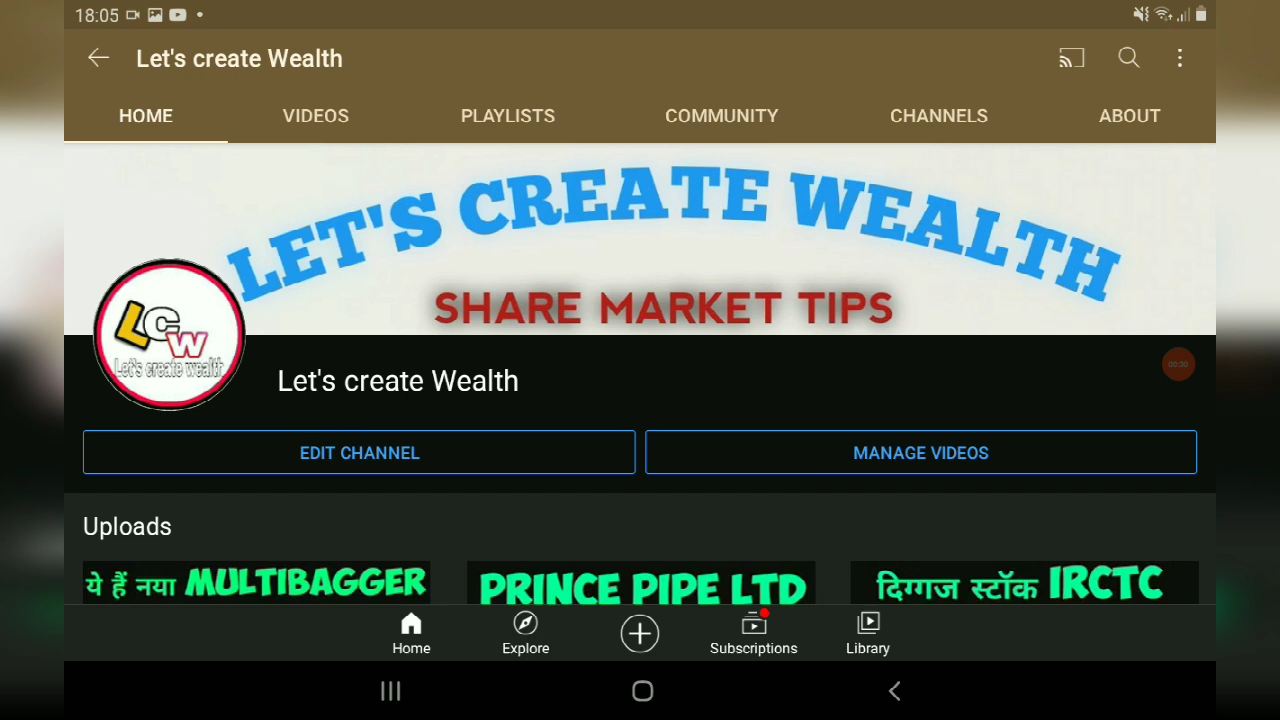 18:05
Let's create Wealth
HOME VIDEOS PLAYLISTS COMMUNITY CHANNELS ABOUT
LET'S CREATE WEALTH
SHARE MARKET TIPS
LCW
Let's create wealth
Let's create Wealth
00:30
EDIT CHANNEL MANAGE VIDEOS
Uploads
ये हैं नया MULTIBAGGER PRINCE PIPE LTD दिग्गज स्टॉक IRCTC
Home Explore Subscriptions Library